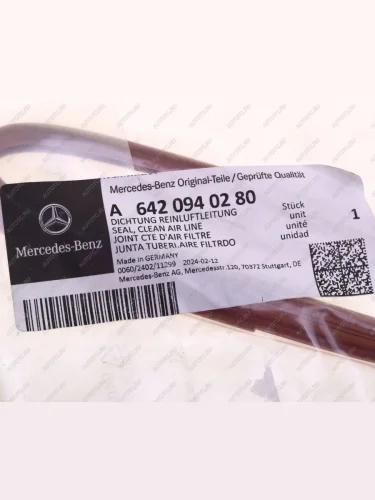 Mercedes-Benz Original-Teile/Geprüfte Qualität
A 642 094 02 80
Stück
unit
unité
unidad
1
DICHTUNG REINLUFTLEITUNG
SEAL, CLEAN AIR LINE
JOINT CTE D'AIR FILTRE
JUNTA TUBERI.AIRE FILTRDO
Made in GERMANY
0060/2402/11299 2024-02-12
Mercedes-Benz AG, Mercedesstr.120, 70372 Stuttgart, DE
Mercedes-Benz